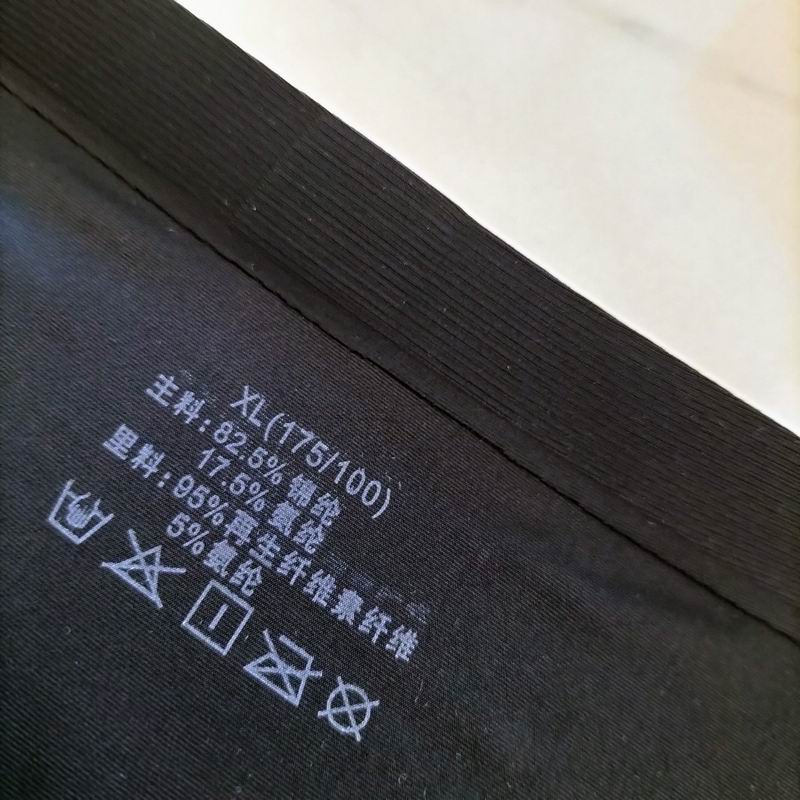 XL(175/100)
主料:82.5% 锦纶
17.5% 氨纶
里料:95%再生纤维素纤维
5%氨纶